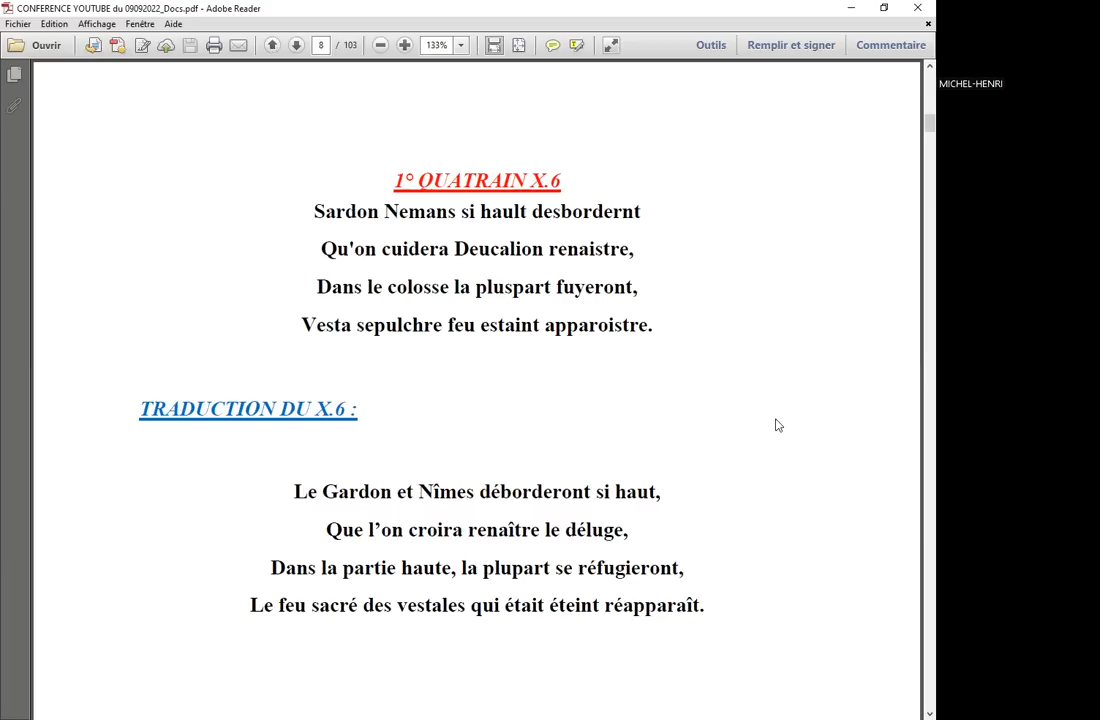 CONFERENCE YOUTUBE du 09092022_Docs.pdf - Adobe Reader
Fichier Edition Affichage Fenêtre Aide
Ouvrir 8 / 103 133% Outils Remplir et signer Commentaire
MICHEL-HENRI
1° QUATRAIN X.6
Sardon Nemans si hault desbordernt
Qu'on cuidera Deucalion renaistre,
Dans le colosse la pluspart fuyeront,
Vesta sepulchre feu estaint apparoistre.
TRADUCTION DU X.6 :
Le Gardon et Nîmes déborderont si haut,
Que l’on croira renaître le déluge,
Dans la partie haute, la plupart se réfugieront,
Le feu sacré des vestales qui était éteint réapparaît.